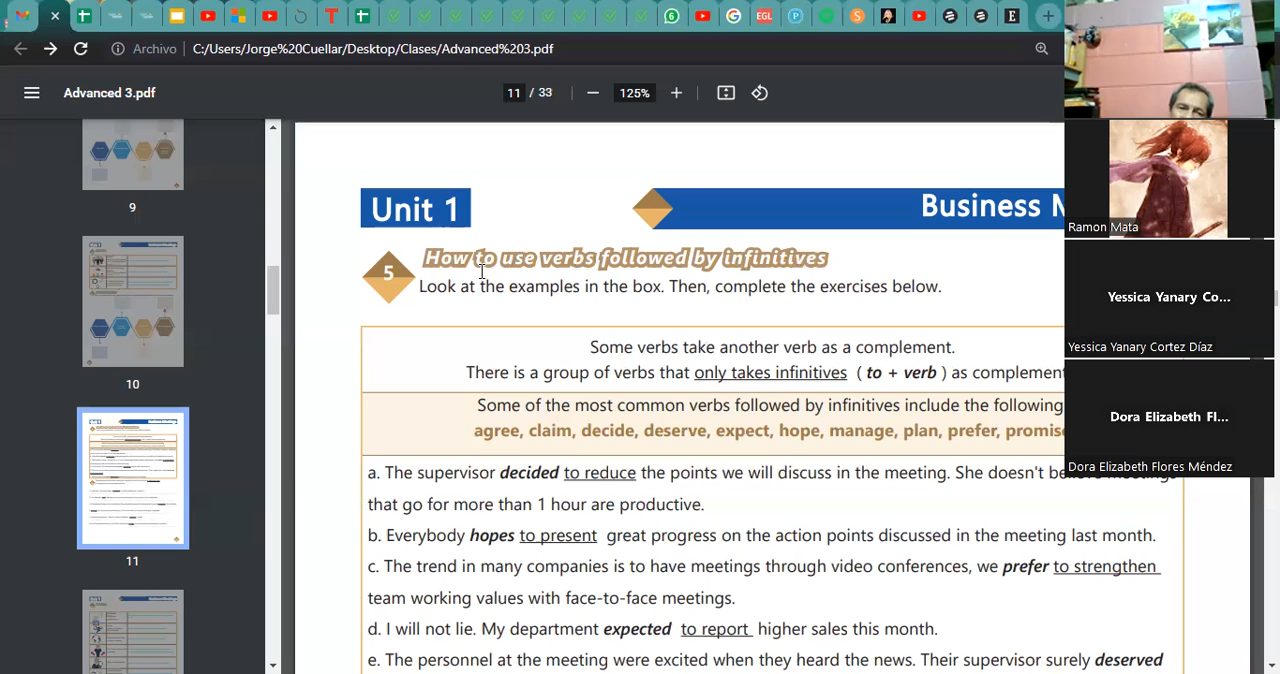 6
EGL
Archivo
C:/Users/Jorge%20Cuellar/Desktop/Clases/Advanced%203.pdf
Advanced 3.pdf
11 / 33
125%
9
10
11
Unit 1
Business M
5
How to use verbs followed by infinitives
Look at the examples in the box. Then, complete the exercises below.
Some verbs take another verb as a complement.
There is a group of verbs that only takes infinitives ( to + verb ) as complement
Some of the most common verbs followed by infinitives include the following
agree, claim, decide, deserve, expect, hope, manage, plan, prefer, promise
a. The supervisor decided to reduce the points we will discuss in the meeting. She doesn't believe meetings
that go for more than 1 hour are productive.
b. Everybody hopes to present great progress on the action points discussed in the meeting last month.
c. The trend in many companies is to have meetings through video conferences, we prefer to strengthen
team working values with face-to-face meetings.
d. I will not lie. My department expected to report higher sales this month.
e. The personnel at the meeting were excited when they heard the news. Their supervisor surely deserved
Ramon Mata
Yessica Yanary Co...
Yessica Yanary Cortez Díaz
Dora Elizabeth Fl...
Dora Elizabeth Flores Méndez